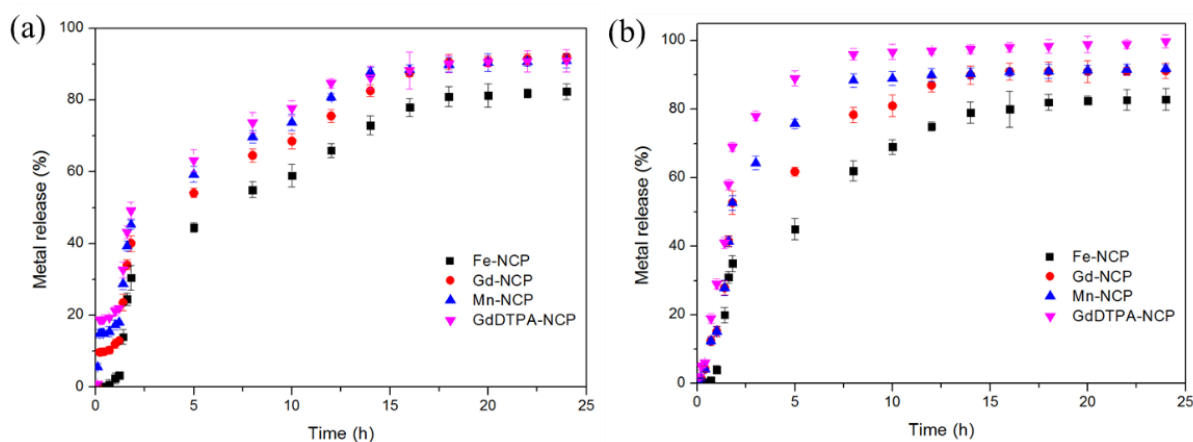 (a)
Metal release (%)
100
80
60
40
20
0
Fe-NCP
Gd-NCP
Mn-NCP
GdDTPA-NCP
0 5 10 15 20 25
Time (h)
(b)
Metal release (%)
100
80
60
40
20
0
Fe-NCP
Gd-NCP
Mn-NCP
GdDTPA-NCP
0 5 10 15 20 25
Time (h)